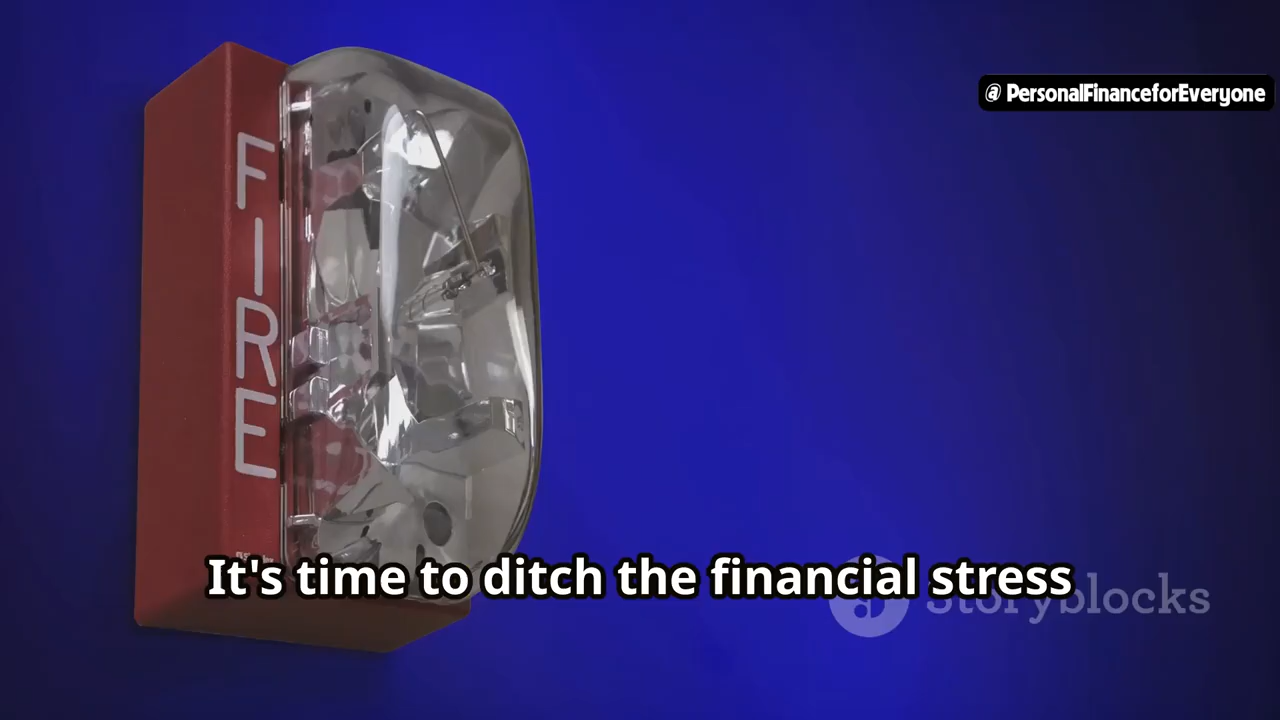 @ PersonalFinanceforEveryone
FIRE
It's time to ditch the financial stress
Storyblocks